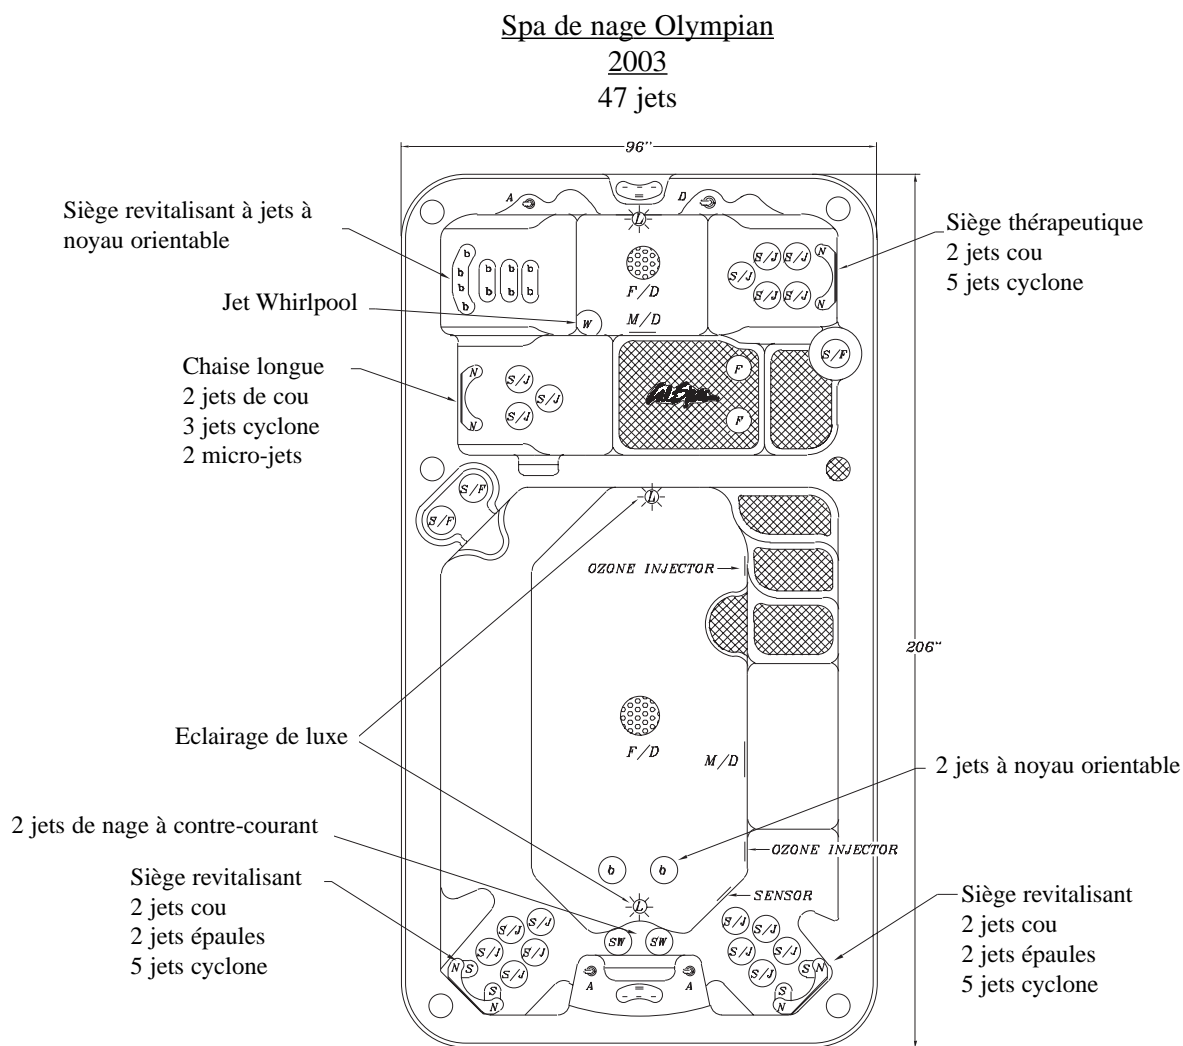 Spa de nage Olympian
2003
47 jets
96"
A
D
L
Siège revitalisant à jets à
noyau orientable
Siège thérapeutique
2 jets cou
5 jets cyclone
b
b
b
b
b b b
b b b
F/D
M/D
W
Jet Whirlpool
S/J S/J
S/J
S/J S/J
N
N
S/F
Chaise longue
2 jets de cou
3 jets cyclone
2 micro-jets
N
N
S/J
S/J
S/J
Cal Spas
F
F
S/F
S/F
L
OZONE INJECTOR
206"
Eclairage de luxe
F/D
M/D
2 jets à noyau orientable
2 jets de nage à contre-courant
b b
OZONE INJECTOR
SENSOR
L
Siège revitalisant
2 jets cou
2 jets épaules
5 jets cyclone
S/J
S/J
S/J
S/J
S/J
N S
S
N
SW SW
A
A
S/J
S/J
S/J
S/J
S/J
S N
S
N
Siège revitalisant
2 jets cou
2 jets épaules
5 jets cyclone